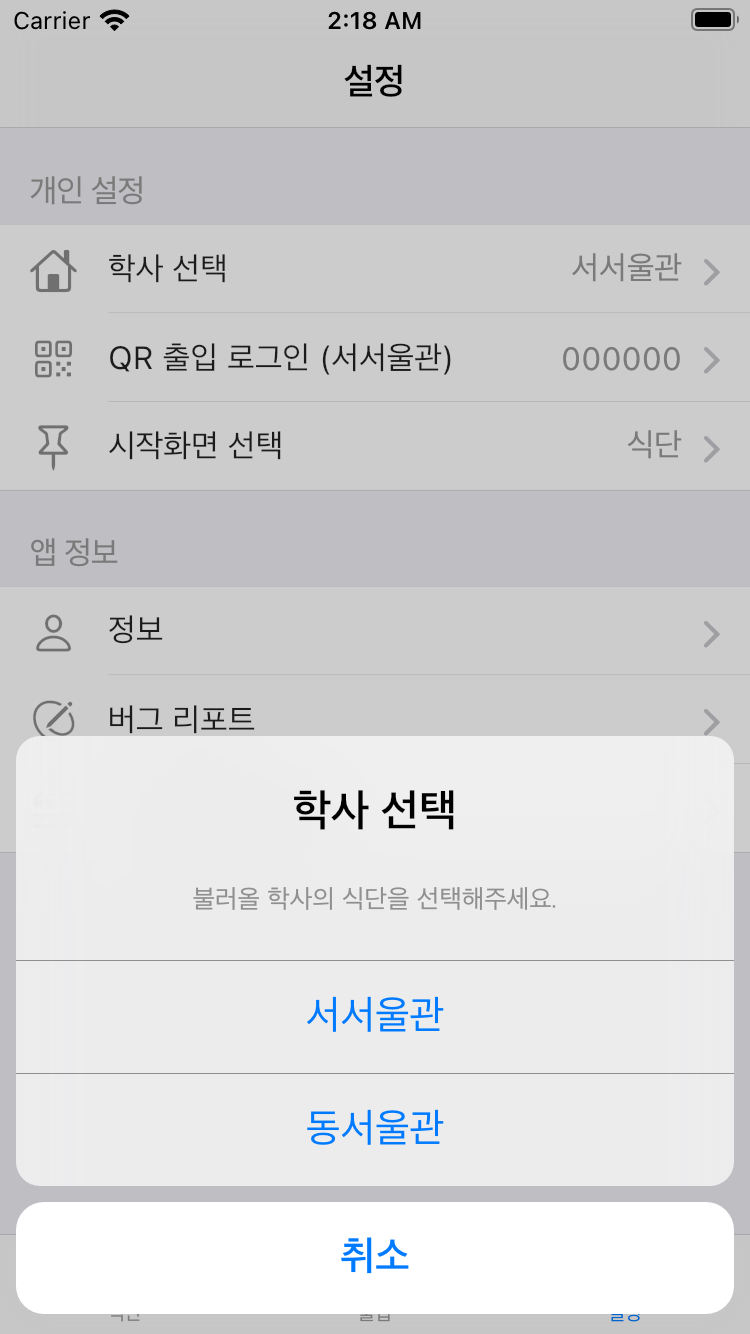 Carrier 2:18 AM
설정
개인 설정
학사 선택 서서울관
QR 출입 로그인 (서서울관) 000000
시작화면 선택 식단
앱 정보
정보
버그 리포트
학사 선택
불러올 학사의 식단을 선택해주세요.
서서울관
동서울관
취소